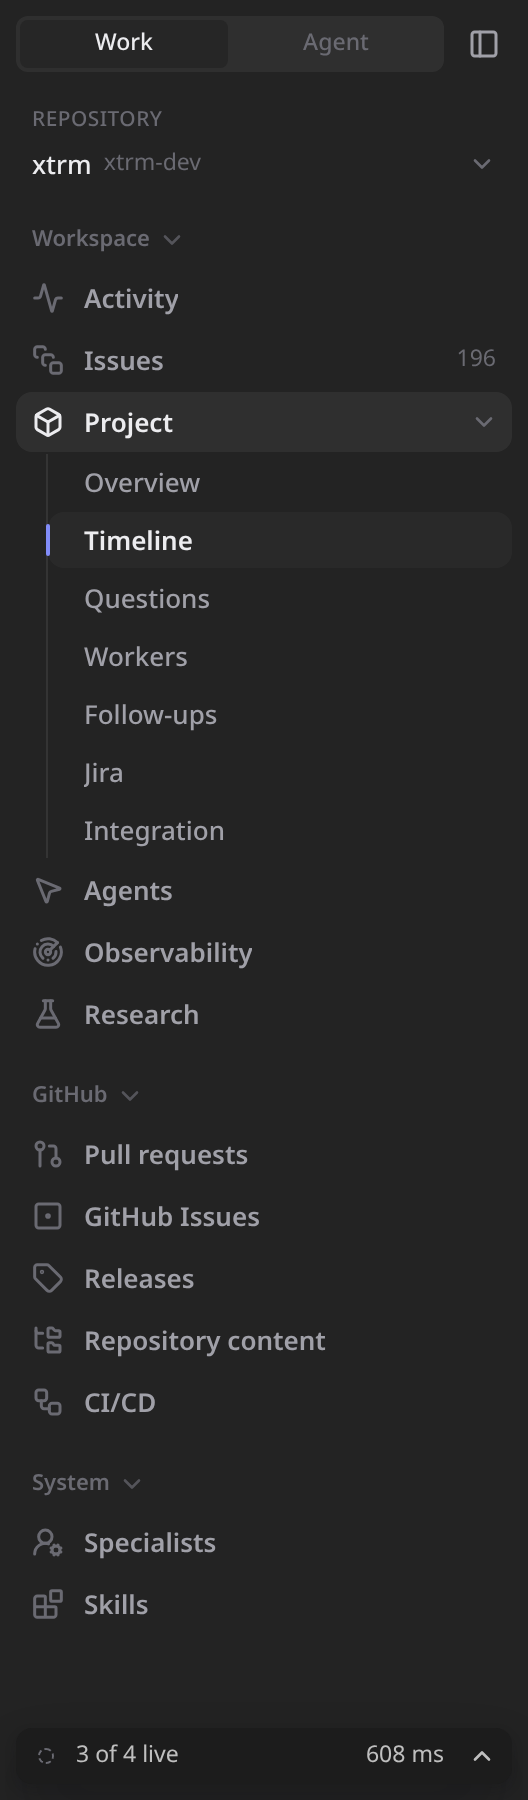 Work Agent
REPOSITORY
xtrm xtrm-dev
Workspace
Activity
Issues 196
Project
Overview
Timeline
Questions
Workers
Follow-ups
Jira
Integration
Agents
Observability
Research
GitHub
Pull requests
GitHub Issues
Releases
Repository content
CI/CD
System
Specialists
Skills
3 of 4 live 608 ms